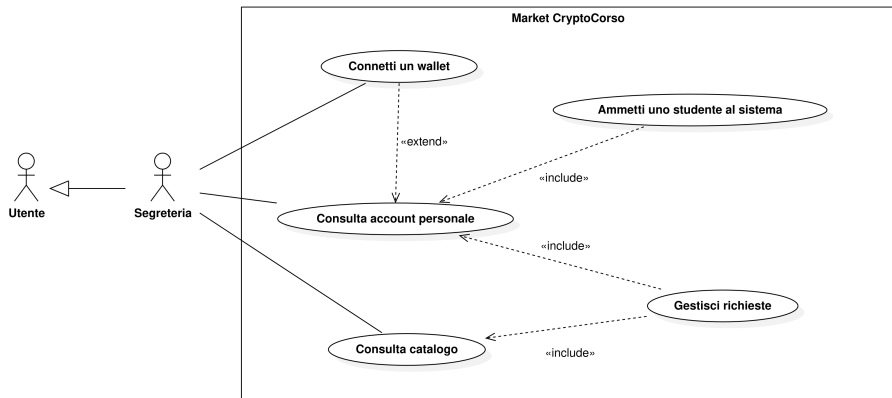 Market CryptoCorso
Connetti un wallet
Ammetti uno studente al sistema
«extend»
«include»
Utente
Segreteria
Consulta account personale
«include»
Gestisci richieste
Consulta catalogo
«include»